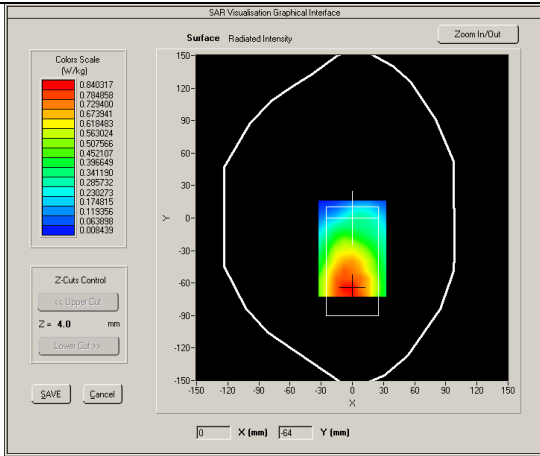 SAR Visualisation Graphical Interface
Surface Radiated Intensity
Zoom In/Out
Colors Scale
(W/kg)
0.840317
0.784858
0.729400
0.673941
0.618483
0.563024
0.507566
0.452107
0.396649
0.341190
0.285732
0.230273
0.174815
0.119356
0.063898
0.008439
Z-Cuts Control
<< Upper Cut
Z = 4.0 mm
Lower Cut >>
SAVE
Cancel
150
90
60
30
0
-30
-60
-90
-120
-150
Y
-150 -120 -90 -60 -30 0 30 60 90 120 150
X
0 X (mm) -64 Y (mm)